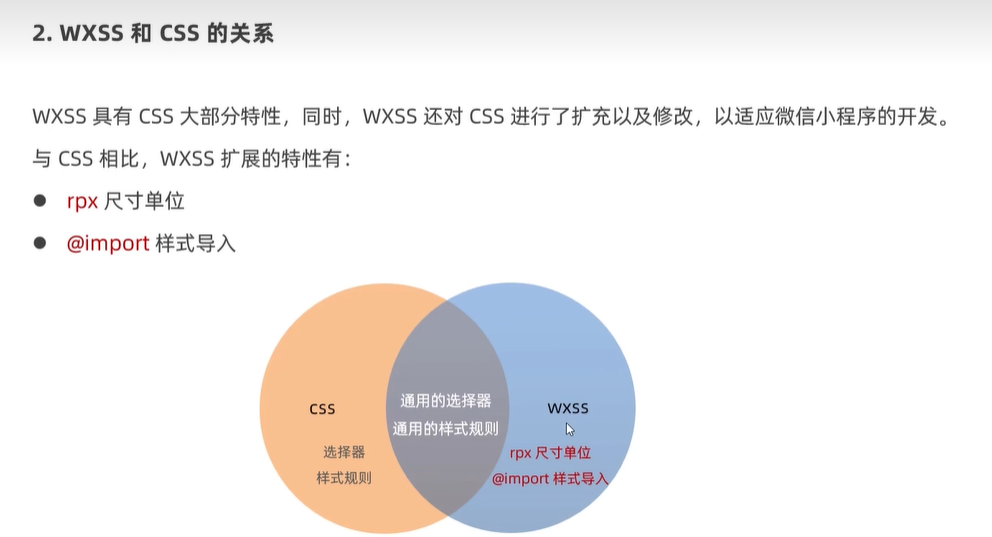 2. WXSS 和 CSS 的关系
WXSS 具有 CSS 大部分特性，同时，WXSS 还对 CSS 进行了扩充以及修改，以适应微信小程序的开发。
与 CSS 相比，WXSS 扩展的特性有：
● rpx 尺寸单位
● @import 样式导入
CSS
选择器
样式规则
通用的选择器
通用的样式规则
WXSS
rpx 尺寸单位
@import 样式导入